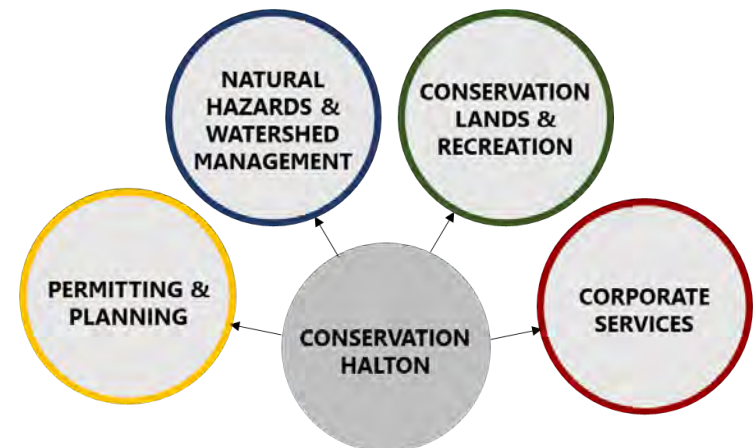 NATURAL
HAZARDS &
WATERSHED
MANAGEMENT
CONSERVATION
LANDS &
RECREATION
PERMITTING &
PLANNING
CONSERVATION
HALTON
CORPORATE
SERVICES